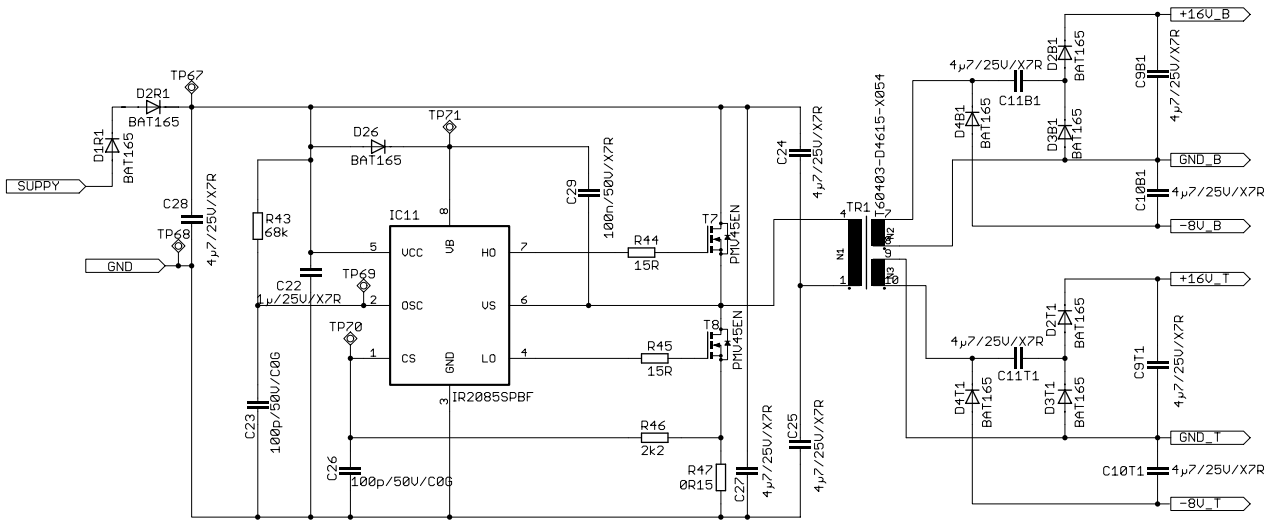 SUPPY
GND
D1R1
BAT165
D2R1
BAT165
TP67
TP68
C28
4µ7/25V/X7R
R43
68k
C23
100p/50V/C0G
C22
1µ/25V/X7R
D26
BAT165
TP71
TP69
TP70
IC11
8
VB
5
VCC
HO
7
2
OSC
VS
6
1
CS
LO
4
GND
3
IR2085SPBF
C29
100n/50V/X7R
R44
15R
T7
PMV45EN
R45
15R
T8
PMV45EN
C26
100p/50V/C0G
R46
2k2
R47
0R15
C27
4µ7/25V/X7R
C24
4µ7/25V/X7R
C25
4µ7/25V/X7R
TR1
T60403-D4615-X054
4
1
N1
7
N2
8
9
N3
10
4µ7/25V/X7R
C11B1
D4B1
BAT165
D2B1
BAT165
D3B1
BAT165
C9B1
4µ7/25V/X7R
C10B1
4µ7/25V/X7R
+16V_B
GND_B
-8V_B
4µ7/25V/X7R
C11T1
D4T1
BAT165
D2T1
BAT165
D3T1
BAT165
C9T1
4µ7/25V/X7R
C10T1
4µ7/25V/X7R
+16V_T
GND_T
-8V_T